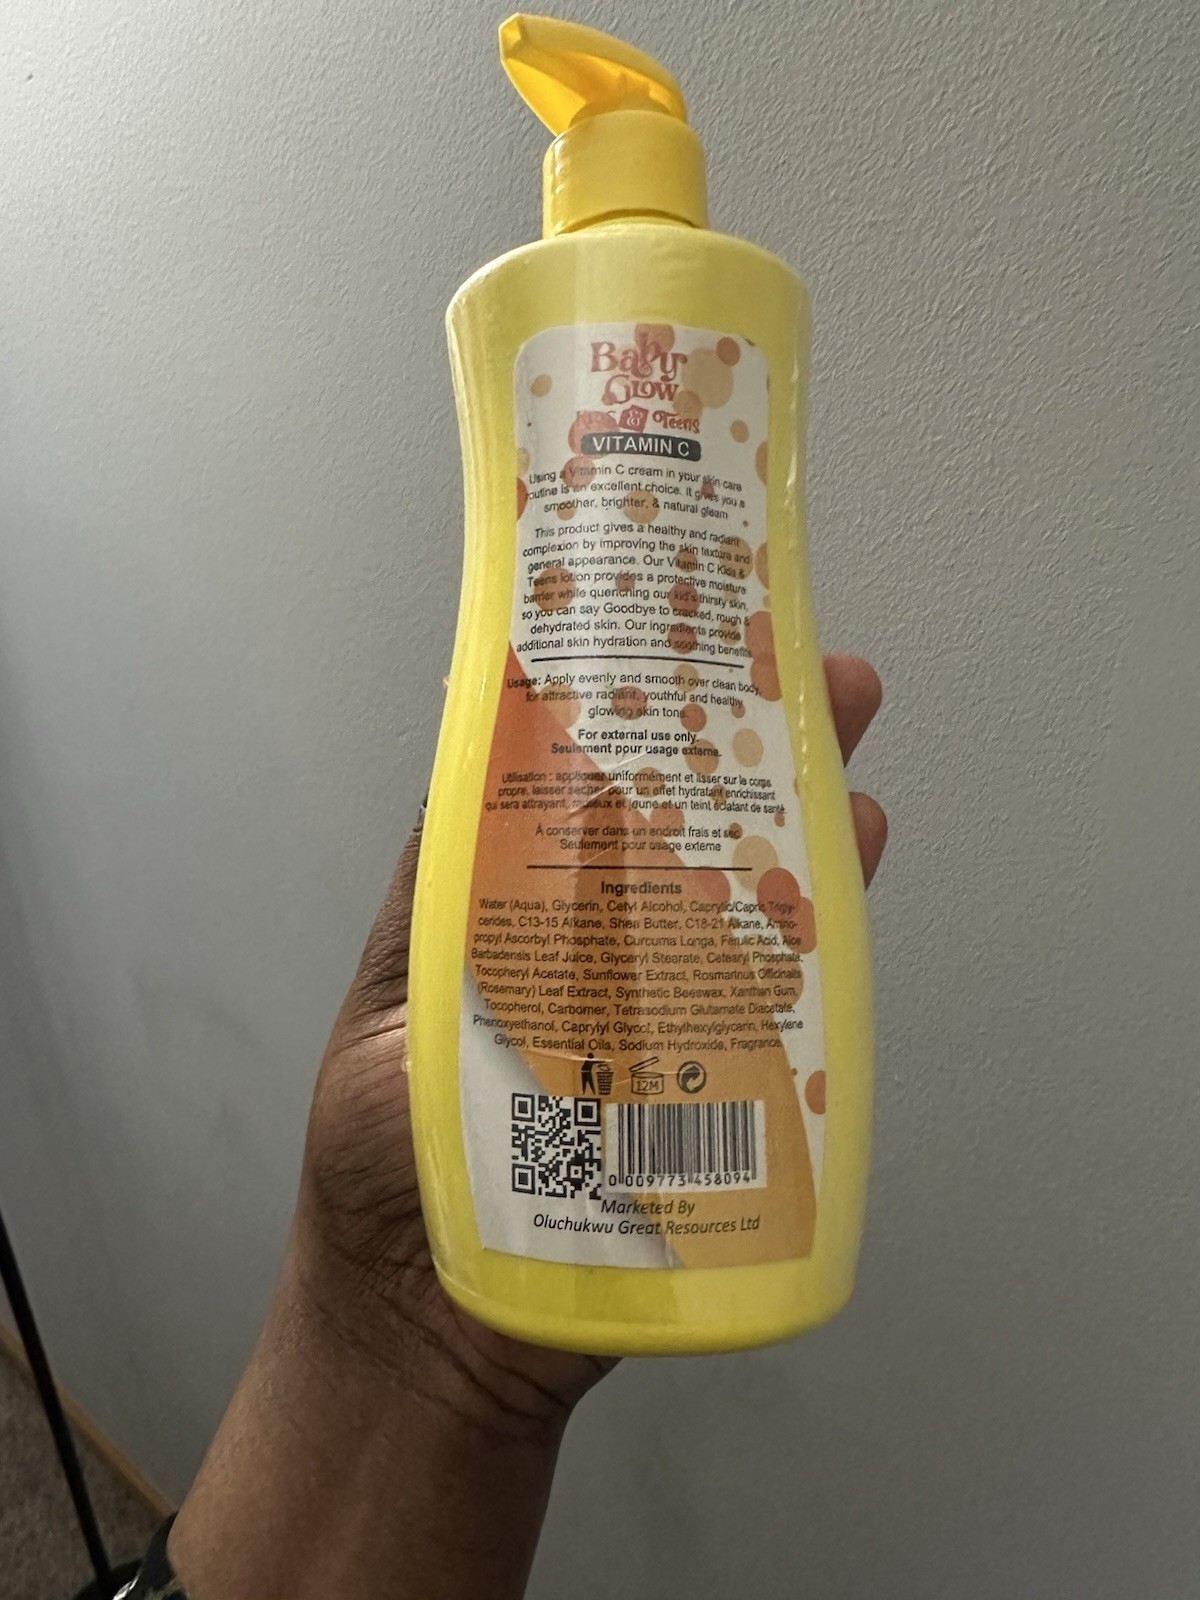 Baby
Glow
Kids & Teens
VITAMIN C
Using a Vitamin C cream in your skin care
routine is an excellent choice. It gives you a
smoother, brighter, & natural gleam
This product gives a healthy and radiant
complexion by improving the skin texture and
general appearance. Our Vitamin C Kids &
Teens lotion provides a protective moisture
barrier while quenching our kid's thirsty skin,
so you can say Goodbye to cracked, rough &
dehydrated skin. Our ingredients provide
additional skin hydration and soothing benefits
Usage: Apply evenly and smooth over clean body,
for attractive radiant, youthful and healthy
glowing skin tone.
For external use only.
Seulement pour usage externe.
Utilisation : appliquer uniformément et lisser sur le corps
propre, laisser sécher pour un effet hydratant enrichissant
qui sera attrayant, radieux et jeune et un teint éclatant de santé.
À conserver dans un endroit frais et sec
Seulement pour usage externe
Ingredients
Water (Aqua), Glycerin, Cetyl Alcohol, Caprylic/Capric Trigly-
cerides, C13-15 Alkane, Shea Butter, C18-21 Alkane, Amino-
propyl Ascorbyl Phosphate, Curcuma Longa, Ferulic Acid, Aloe
Barbadensis Leaf Juice, Glyceryl Stearate, Cetearyl Phosphate,
Tocopheryl Acetate, Sunflower Extract, Rosmarinus Officinalis
(Rosemary) Leaf Extract, Synthetic Beeswax, Xanthan Gum,
Tocopherol, Carbomer, Tetrasodium Glutamate Diacetate,
Phenoxyethanol, Caprylyl Glycol, Ethylhexylglycerin, Hexylene
Glycol, Essential Oils, Sodium Hydroxide, Fragrance.
12M
0 009773 458094
Marketed By
Oluchukwu Great Resources Ltd